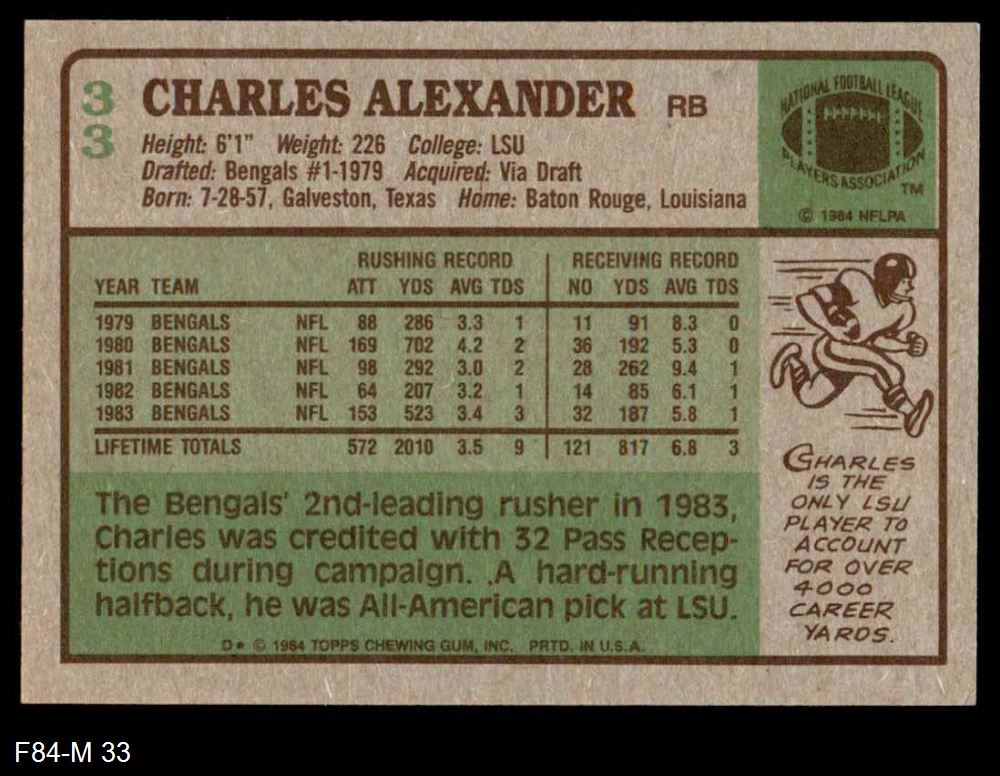 33 CHARLES ALEXANDER RB
Height: 6'1" Weight: 226 College: LSU
Drafted: Bengals #1-1979 Acquired: Via Draft
Born: 7-28-57, Galveston, Texas Home: Baton Rouge, Louisiana
NATIONAL FOOTBALL LEAGUE
PLAYERS ASSOCIATION
TM
© 1984 NFLPA
RUSHING RECORD RECEIVING RECORD
YEAR TEAM ATT YDS AVG TDS NO YDS AVG TDS
1979 BENGALS NFL 88 286 3.3 1 11 91 8.3 0
1980 BENGALS NFL 169 702 4.2 2 36 192 5.3 0
1981 BENGALS NFL 98 292 3.0 2 28 262 9.4 1
1982 BENGALS NFL 64 207 3.2 1 14 85 6.1 1
1983 BENGALS NFL 153 523 3.4 3 32 187 5.8 1
LIFETIME TOTALS 572 2010 3.5 9 121 817 6.8 3
The Bengals' 2nd-leading rusher in 1983,
Charles was credited with 32 Pass Recep-
tions during campaign. A hard-running
halfback, he was All-American pick at LSU.
D* © 1984 TOPPS CHEWING GUM, INC. PRTD. IN U.S.A.
CHARLES
IS THE
ONLY LSU
PLAYER TO
ACCOUNT
FOR OVER
4000
CAREER
YARDS.
F84-M 33